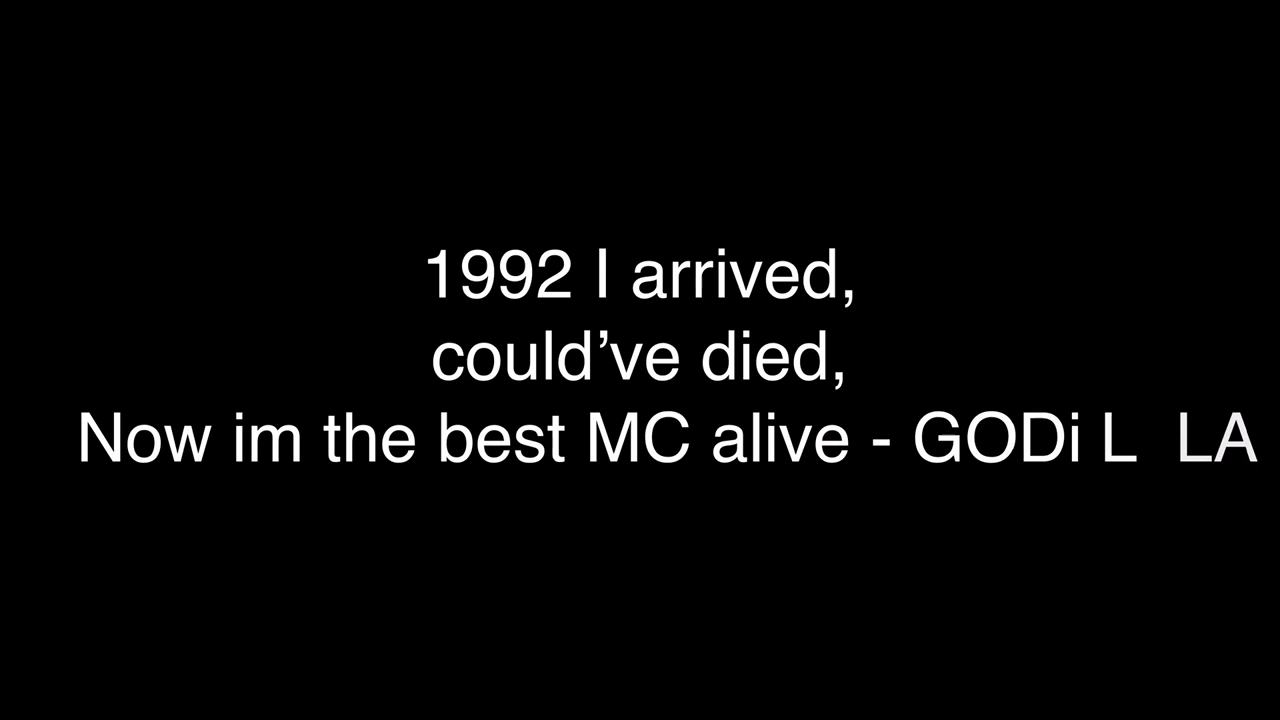 1992 I arrived,
could’ve died,
Now im the best MC alive - GODi L  LA